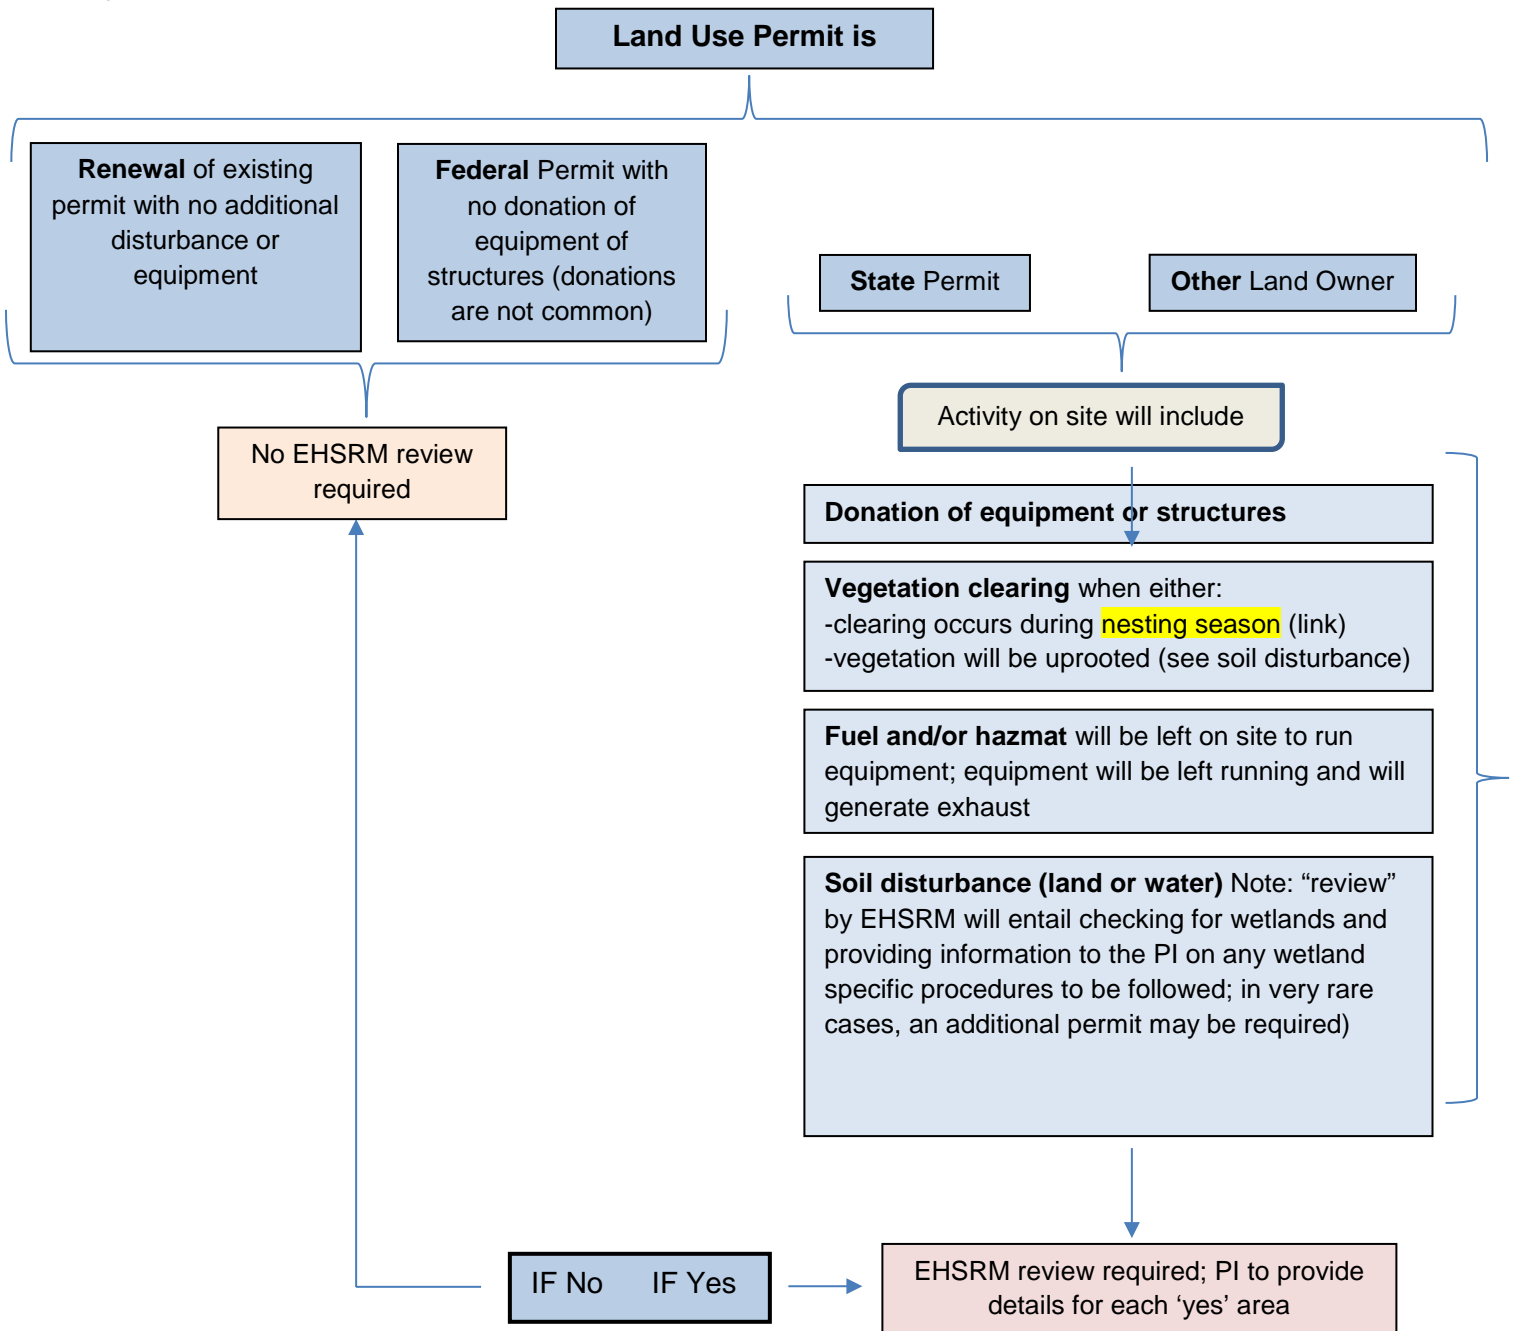 Land Use Permit is
Renewal of existing
permit with no additional
disturbance or
equipment
Federal Permit with
no donation of
equipment of
structures (donations
are not common)
State Permit
Other Land Owner
Activity on site will include
No EHSRM review
required
Donation of equipment or structures
Vegetation clearing when either:
-clearing occurs during nesting season (link)
-vegetation will be uprooted (see soil disturbance)
Fuel and/or hazmat will be left on site to run
equipment; equipment will be left running and will
generate exhaust
Soil disturbance (land or water) Note: “review”
by EHSRM will entail checking for wetlands and
providing information to the PI on any wetland
specific procedures to be followed; in very rare
cases, an additional permit may be required)
IF No IF Yes
EHSRM review required; PI to provide
details for each ‘yes’ area